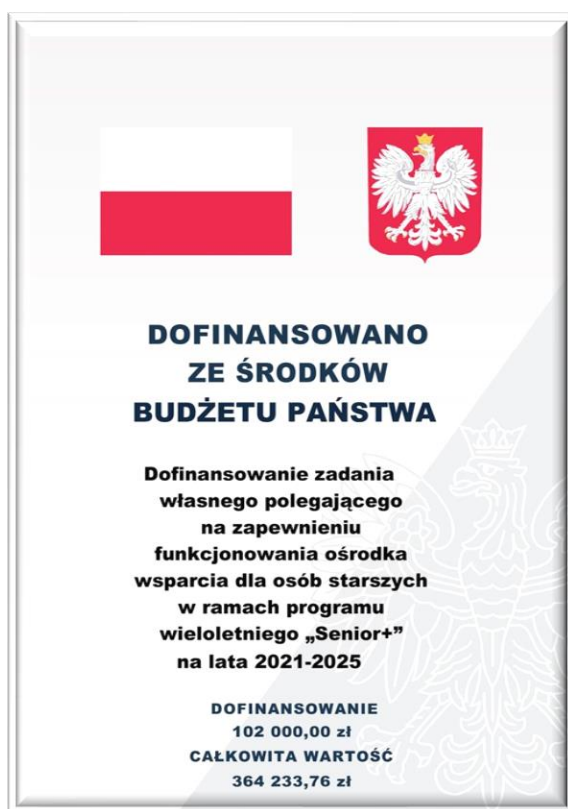 DOFINANSOWANO
ZE ŚRODKÓW
BUDŻETU PAŃSTWA
Dofinansowanie zadania
własnego polegającego
na zapewnieniu
funkcjonowania ośrodka
wsparcia dla osób starszych
w ramach programu
wieloletniego „Senior+”
na lata 2021-2025
DOFINANSOWANIE
102 000,00 zł
CAŁKOWITA WARTOŚĆ
364 233,76 zł